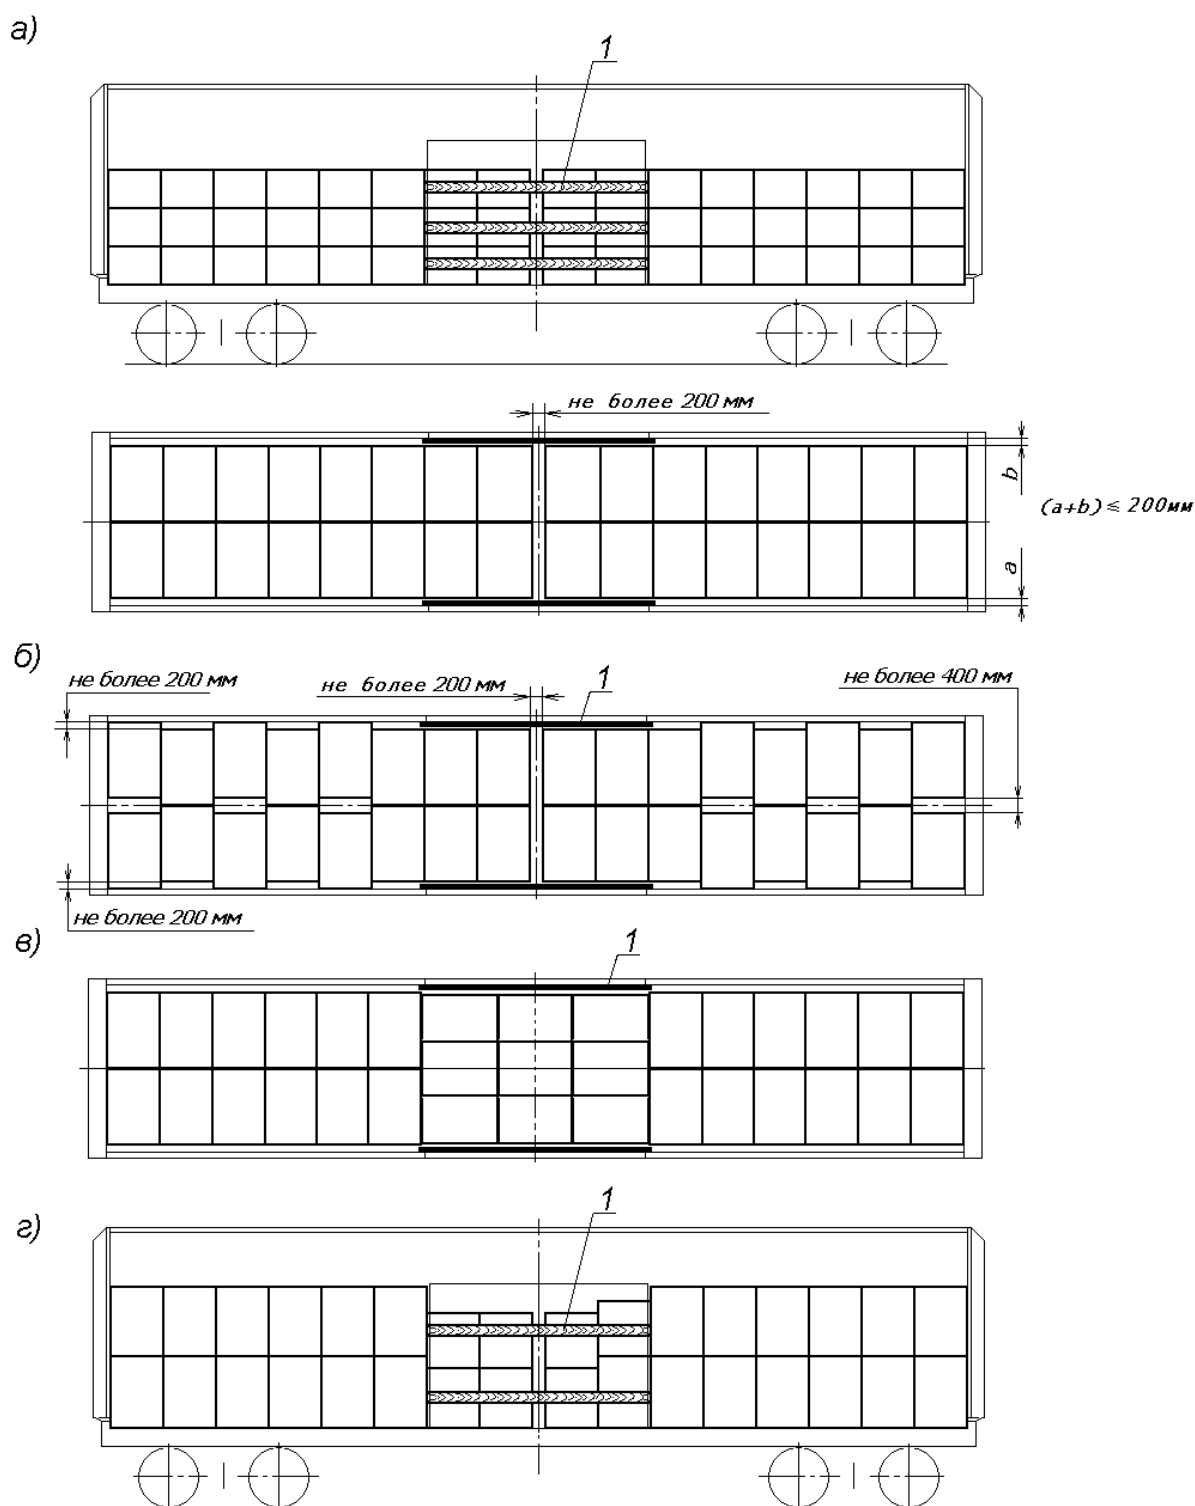 а)
1
не более 200 мм
b
(a+b) ≤ 200мм
a
б)
не более 200 мм
не более 200 мм
1
не более 400 мм
не более 200 мм
в)
1
г)
1